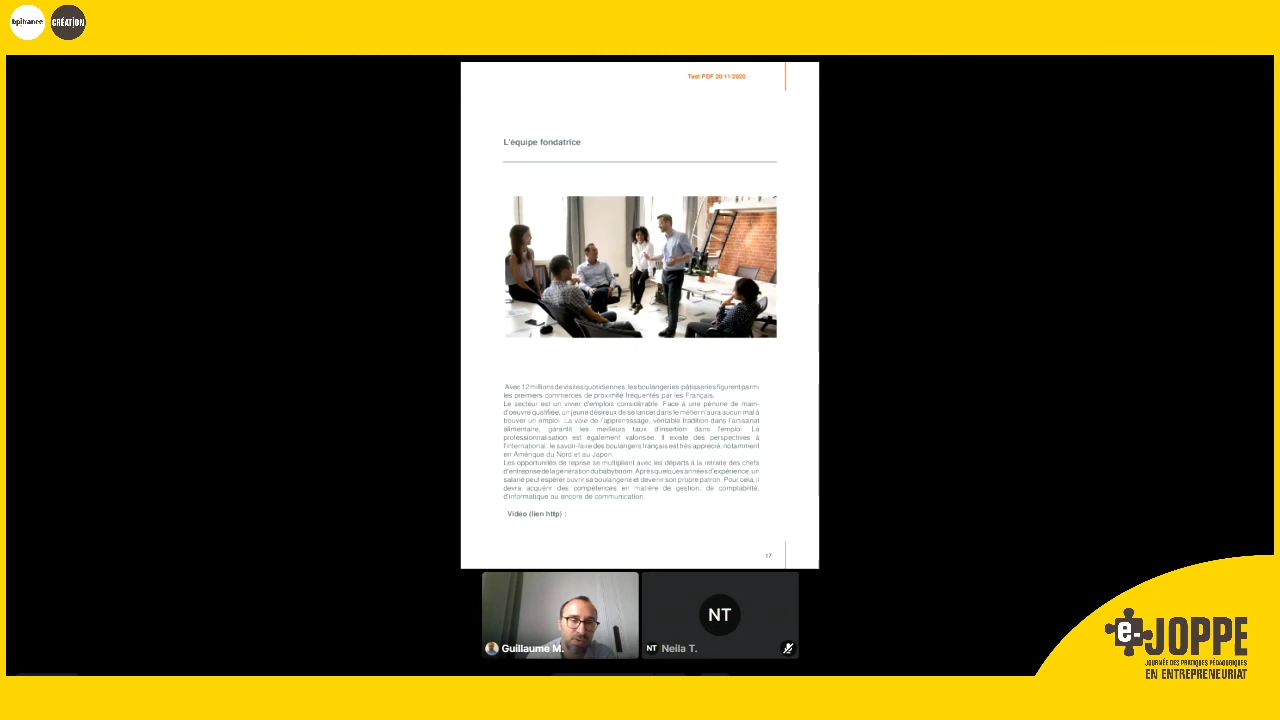 bpifrance CRÉATION
Test PDF 20/11/2020
L'équipe fondatrice
Avec 12 millions de visites quotidiennes, les boulangeries-pâtisseries figurent parmi
les premiers commerces de proximité fréquentés par les Français.
Le secteur est un vivier d'emplois considérable. Face à une pénurie de main-
d'oeuvre qualifiée, un jeune désireux de se lancer dans le métier n'aura aucun mal à
trouver un emploi. La voie de l'apprentissage, véritable tradition dans l'artisanat
alimentaire, garantit les meilleurs taux d'insertion dans l'emploi. La
professionnalisation est également valorisée. Il existe des perspectives à
l'international : le savoir-faire des boulangers français est très apprécié, notamment
en Amérique du Nord et au Japon.
Les opportunités de reprise se multiplient avec les départs à la retraite des chefs
d'entreprise de la génération du baby boom. Après quelques années d'expérience, un
salarié peut espérer ouvrir sa boulangerie et devenir son propre patron. Pour cela, il
devra acquérir des compétences en matière de gestion, de comptabilité,
d'informatique ou encore de communication.
Vidéo (lien http) :
17
Guillaume M.
NT
NT Neila T.
e-JOPPE
JOURNÉE DES PRATIQUES PÉDAGOGIQUES
EN ENTREPRENEURIAT